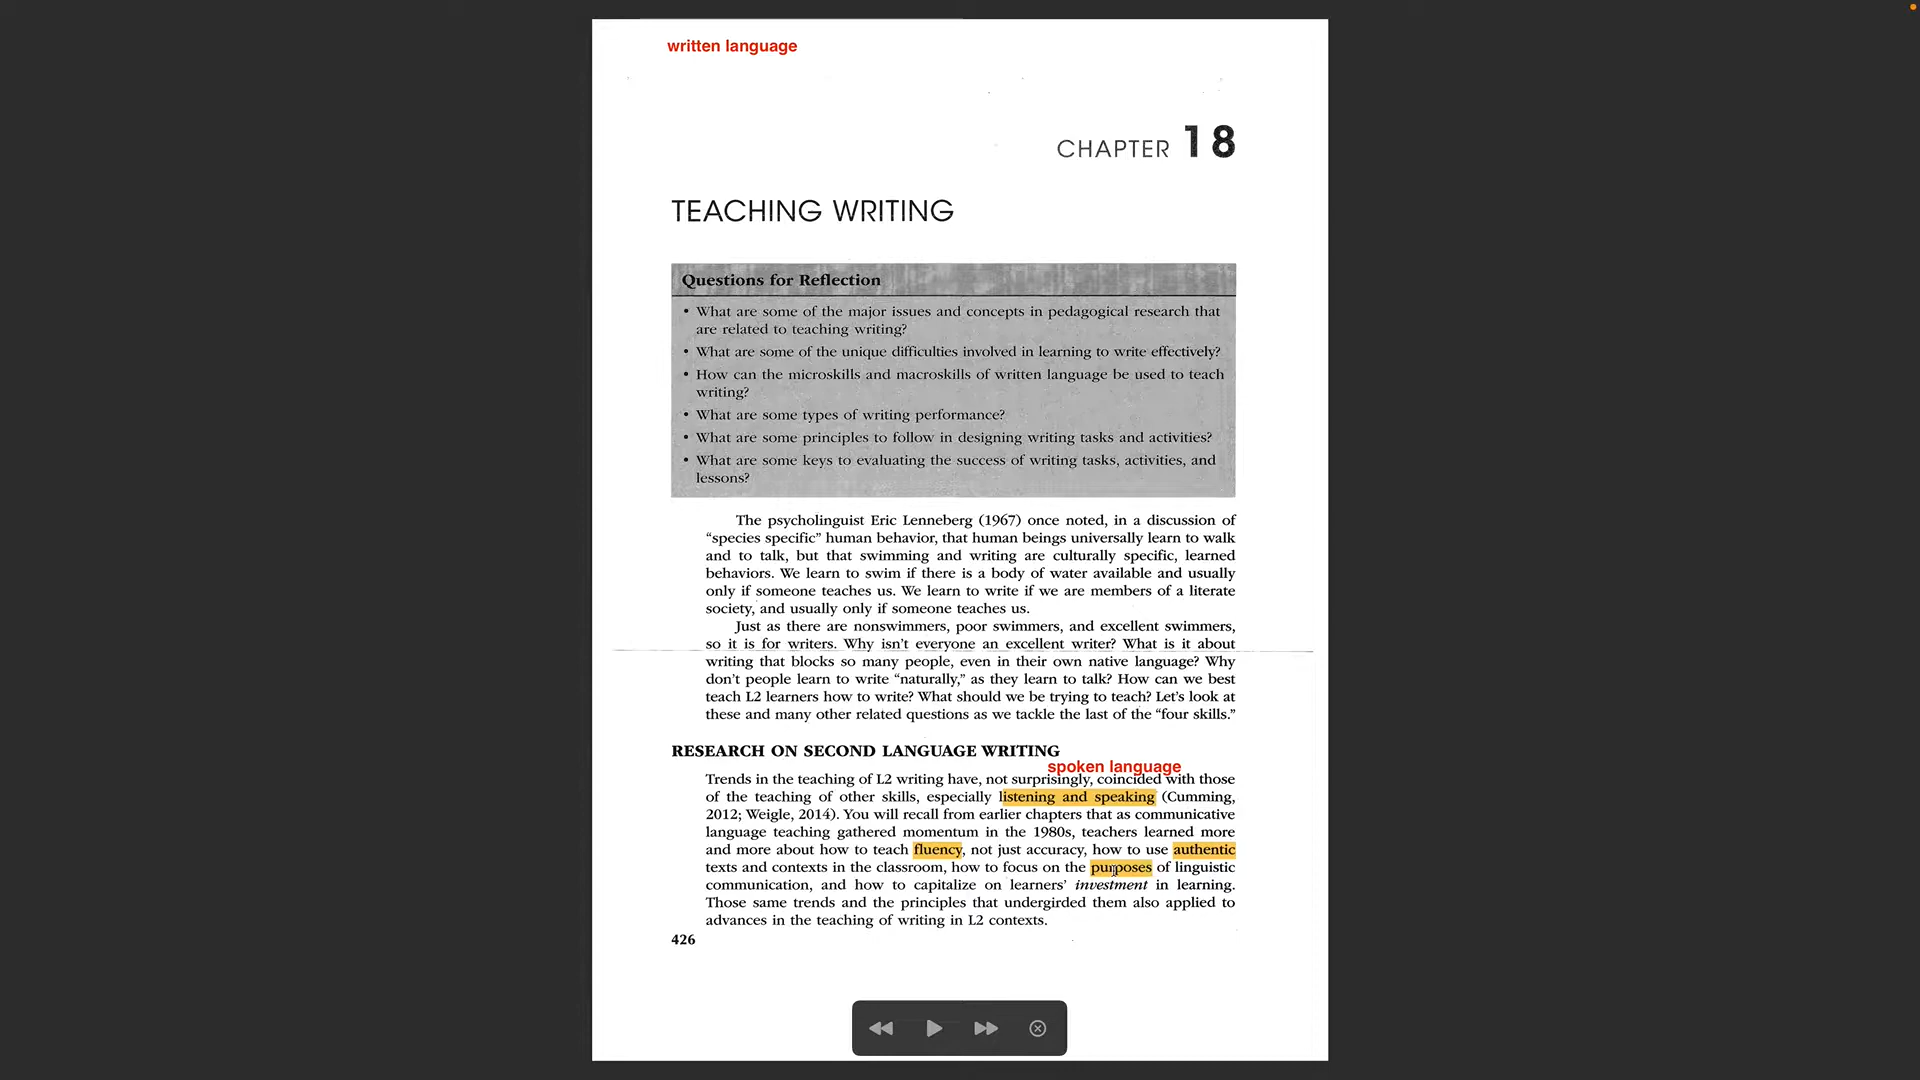 written language
CHAPTER 18
TEACHING WRITING
Questions for Reflection
• What are some of the major issues and concepts in pedagogical research that
are related to teaching writing?
• What are some of the unique difficulties involved in learning to write effectively?
• How can the microskills and macroskills of written language be used to teach
writing?
• What are some types of writing performance?
• What are some principles to follow in designing writing tasks and activities?
• What are some keys to evaluating the success of writing tasks, activities, and
lessons?
The psycholinguist Eric Lenneberg (1967) once noted, in a discussion of
“species specific” human behavior, that human beings universally learn to walk
and to talk, but that swimming and writing are culturally specific, learned
behaviors. We learn to swim if there is a body of water available and usually
only if someone teaches us. We learn to write if we are members of a literate
society, and usually only if someone teaches us.
Just as there are nonswimmers, poor swimmers, and excellent swimmers,
so it is for writers. Why isn’t everyone an excellent writer? What is it about
writing that blocks so many people, even in their own native language? Why
don’t people learn to write “naturally,” as they learn to talk? How can we best
teach L2 learners how to write? What should we be trying to teach? Let’s look at
these and many other related questions as we tackle the last of the “four skills.”
RESEARCH ON SECOND LANGUAGE WRITING
spoken language
Trends in the teaching of L2 writing have, not surprisingly, coincided with those
of the teaching of other skills, especially listening and speaking (Cumming,
2012; Weigle, 2014). You will recall from earlier chapters that as communicative
language teaching gathered momentum in the 1980s, teachers learned more
and more about how to teach fluency, not just accuracy, how to use authentic
texts and contexts in the classroom, how to focus on the purposes of linguistic
communication, and how to capitalize on learners’ investment in learning.
Those same trends and the principles that undergirded them also applied to
advances in the teaching of writing in L2 contexts.
426